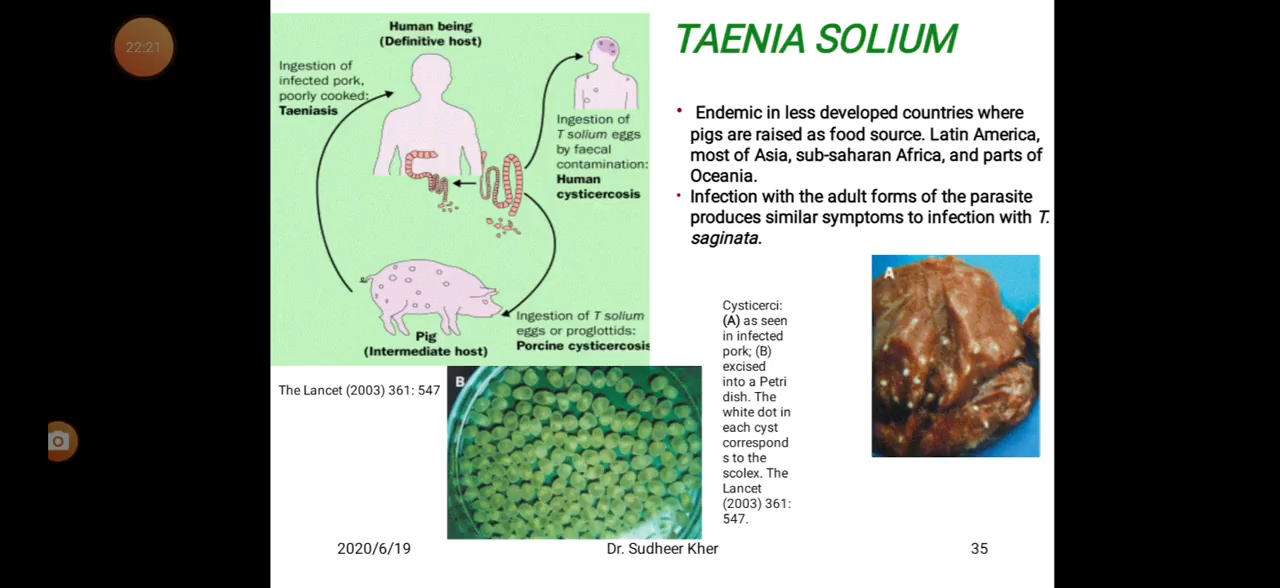 22:21
Human being
(Definitive host)
Ingestion of
infected pork,
poorly cooked:
Taeniasis
Ingestion of
T solium eggs
by faecal
contamination:
Human
cysticercosis
Pig
(Intermediate host)
Ingestion of T solium
eggs or proglottids:
Porcine cysticercosis
TAENIA SOLIUM
• Endemic in less developed countries where
pigs are raised as food source. Latin America,
most of Asia, sub-saharan Africa, and parts of
Oceania.
• Infection with the adult forms of the parasite
produces similar symptoms to infection with T.
saginata.
The Lancet (2003) 361: 547
B
Cysticerci:
(A) as seen
in infected
pork; (B)
excised
into a Petri
dish. The
white dot in
each cyst
correspond
s to the
scolex. The
Lancet
(2003) 361:
547.
A
2020/6/19
Dr. Sudheer Kher
35